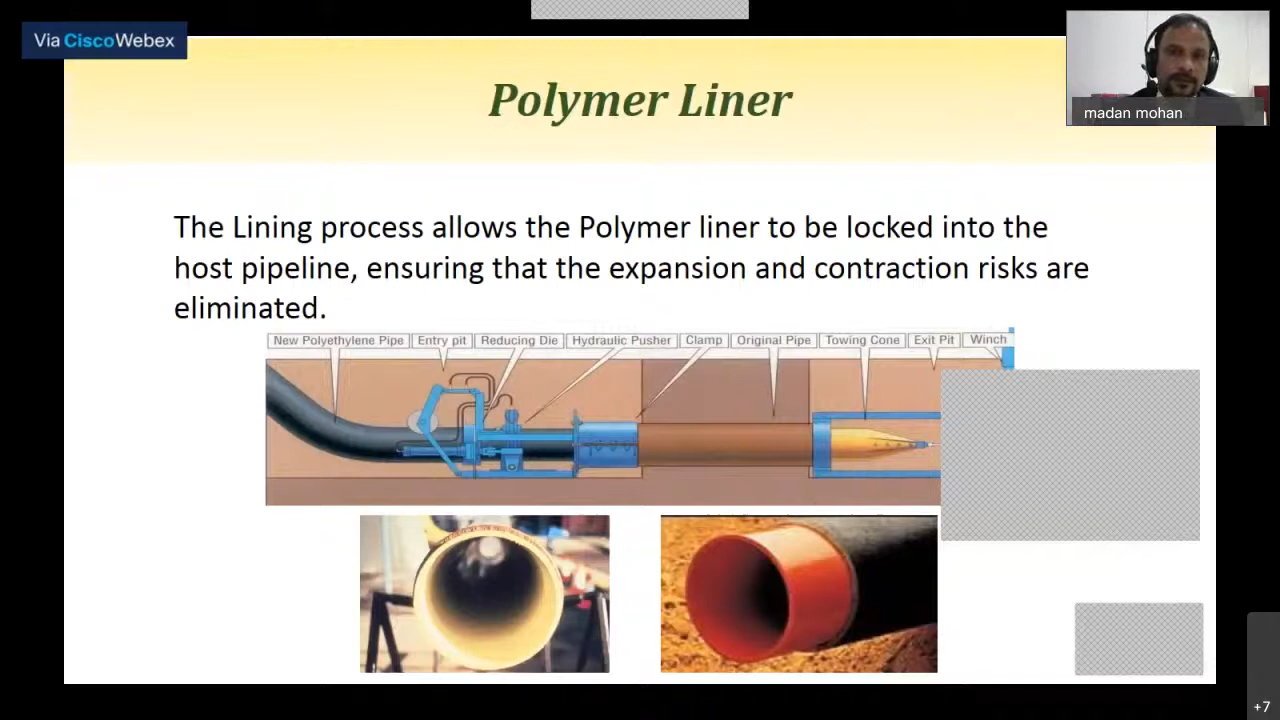 Via CiscoWebex
madan mohan
Polymer Liner
The Lining process allows the Polymer liner to be locked into the
host pipeline, ensuring that the expansion and contraction risks are
eliminated.
New Polyethylene Pipe
Entry pit
Reducing Die
Hydraulic Pusher
Clamp
Original Pipe
Towing Cone
Exit Pit
Winch
+7